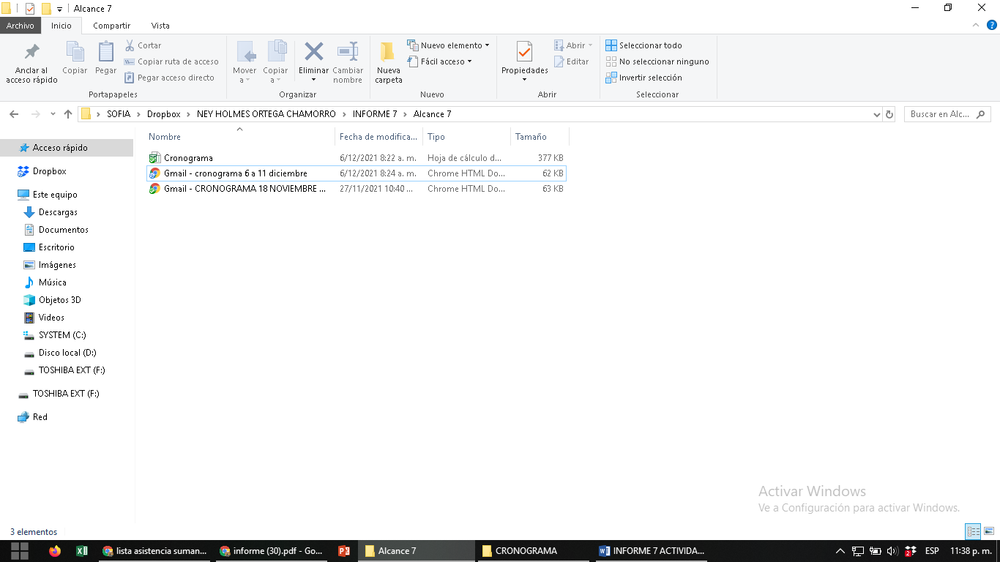 Alcance 7
Archivo Inicio Compartir Vista
Anclar al acceso rápido
Copiar
Pegar
Cortar
Copiar ruta de acceso
Pegar acceso directo
Portapapeles
Mover a
Copiar a
Eliminar
Cambiar nombre
Organizar
Nueva carpeta
Nuevo elemento
Fácil acceso
Nuevo
Propiedades
Abrir
Editar
Abrir
Seleccionar todo
No seleccionar ninguno
Invertir selección
Seleccionar
SOFIA > Dropbox > NEY HOLMES ORTEGA CHAMORRO > INFORME 7 > Alcance 7
Buscar en Alc...
Nombre Fecha de modifica... Tipo Tamaño
Cronograma 6/12/2021 8:22 a. m. Hoja de cálculo d... 377 KB
Gmail - cronograma 6 a 11 diciembre 6/12/2021 8:24 a. m. Chrome HTML Do... 62 KB
Gmail - CRONOGRAMA 18 NOVIEMBRE ... 27/11/2021 10:40 ... Chrome HTML Do... 63 KB
Acceso rápido
Dropbox
Este equipo
Descargas
Documentos
Escritorio
Imágenes
Música
Objetos 3D
Videos
SYSTEM (C:)
Disco local (D:)
TOSHIBA EXT (F:)
TOSHIBA EXT (F:)
Red
Activar Windows
Ve a Configuración para activar Windows.
3 elementos
lista asistencia suman... informe (30).pdf - Go... Alcance 7 CRONOGRAMA INFORME 7 ACTIVIDA... 2 ESP 11:38 p. m.